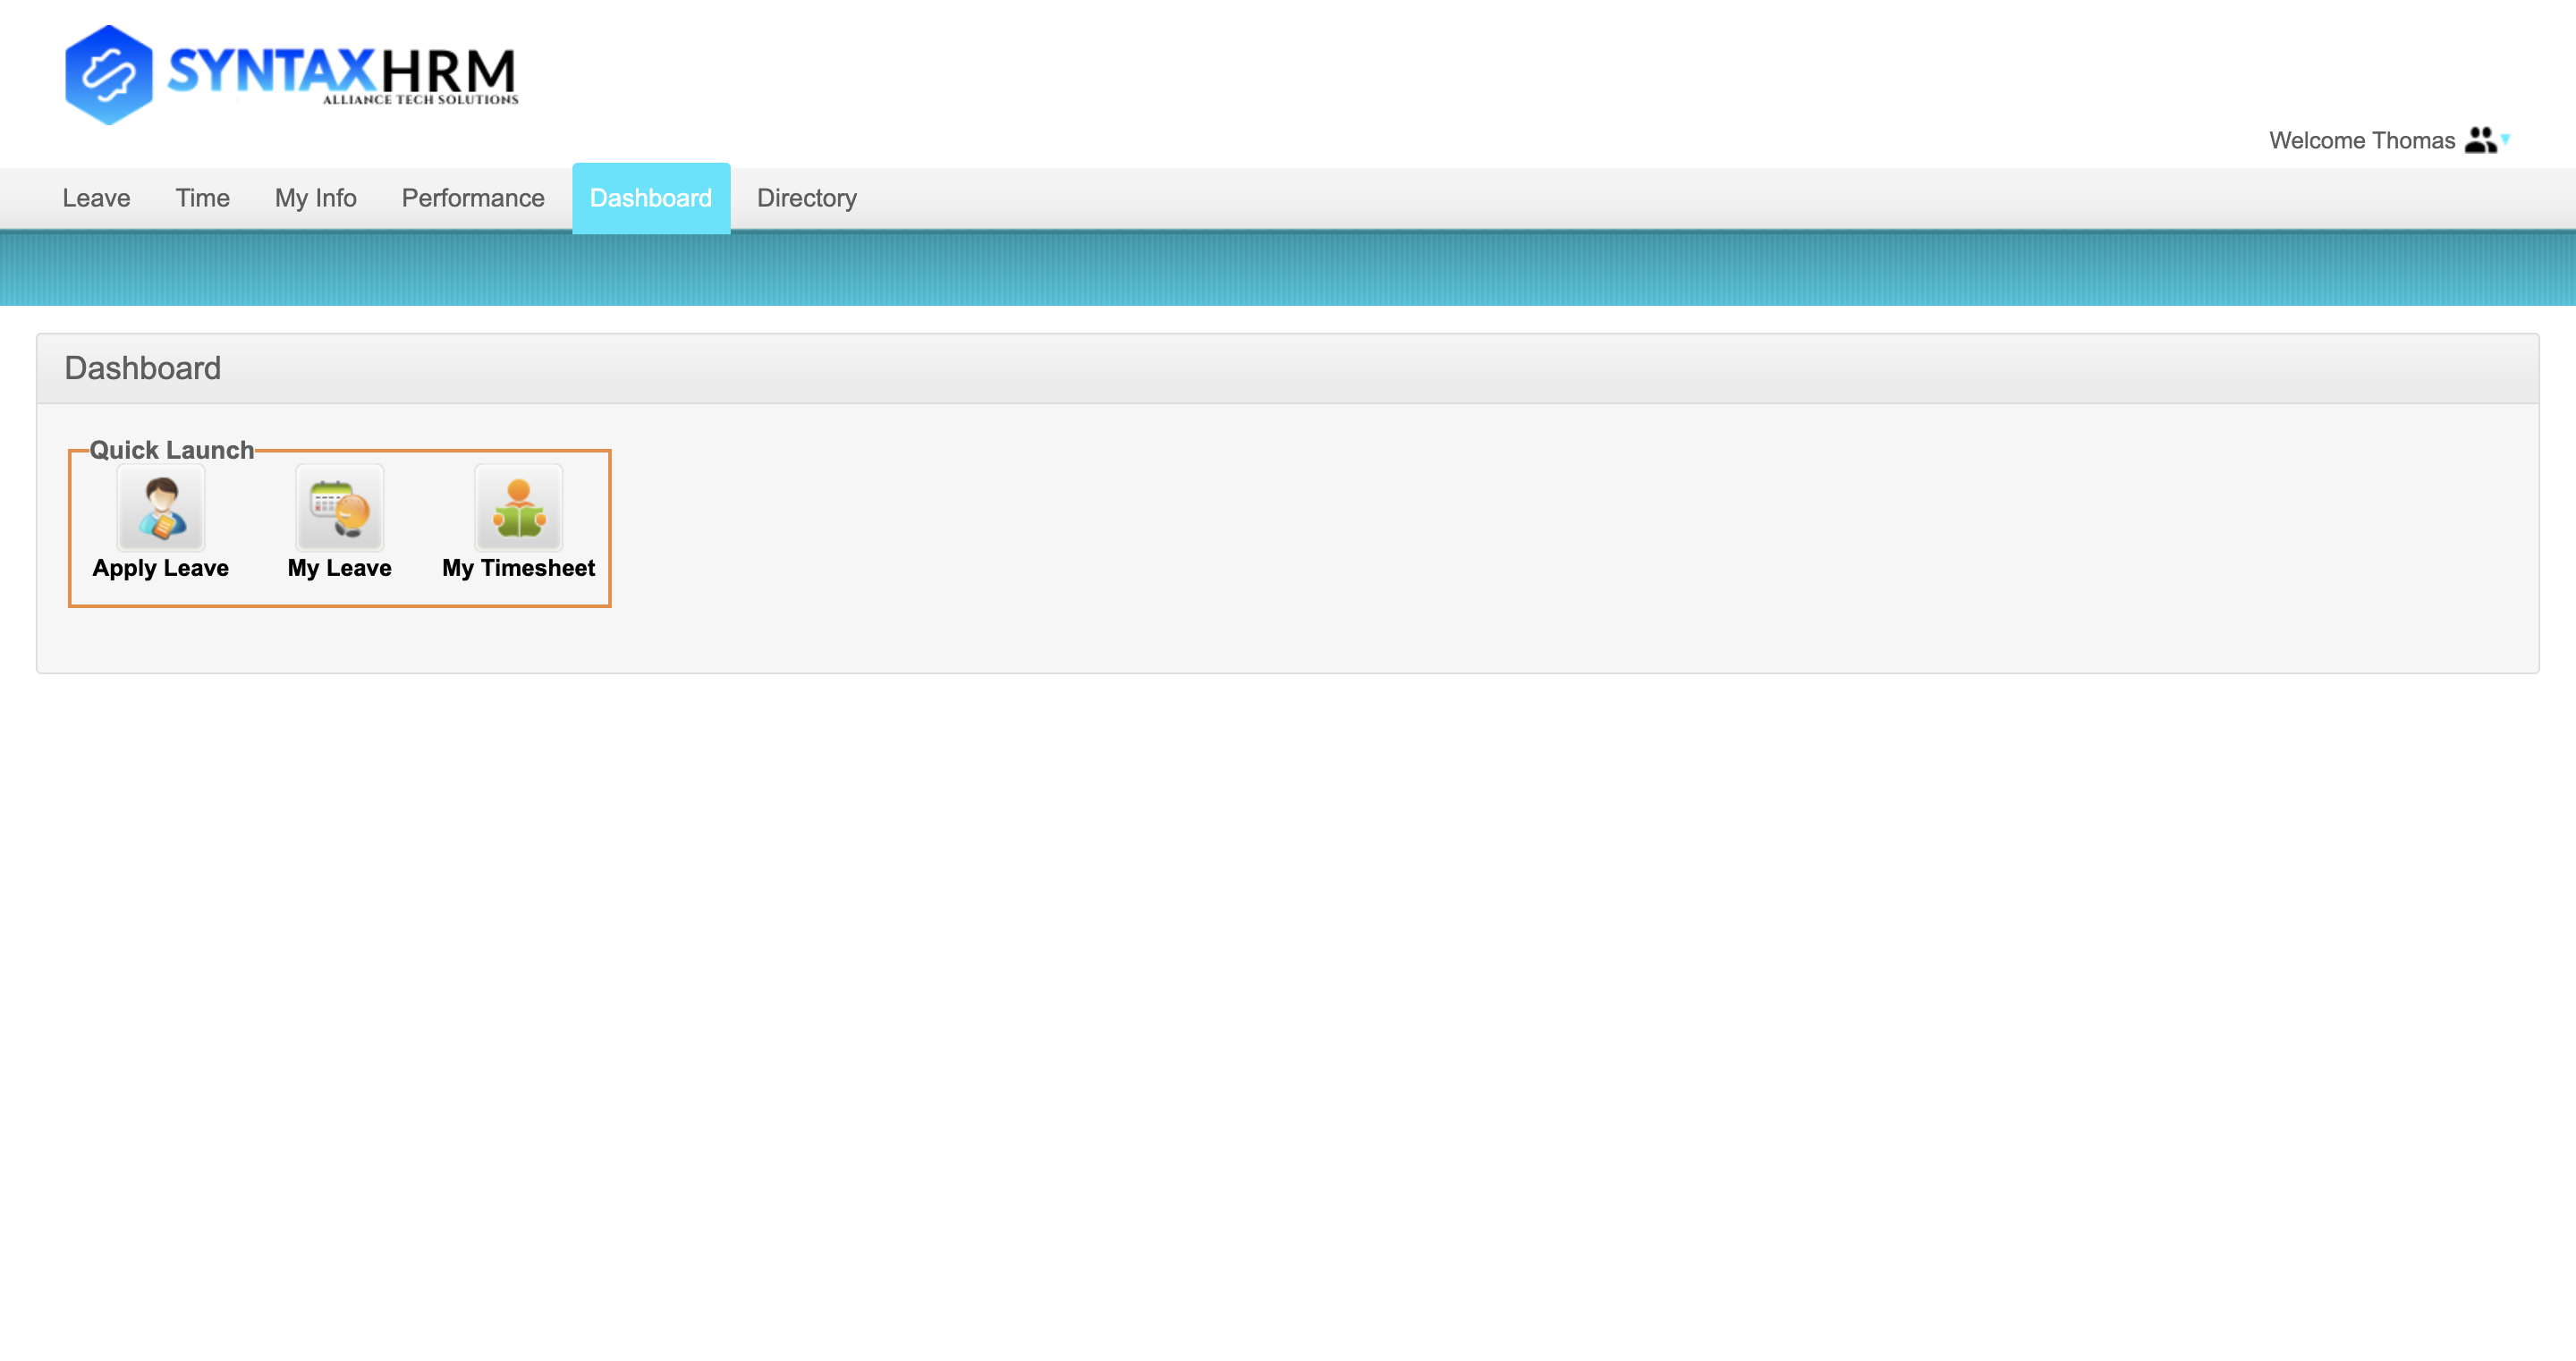 SYNTAXHRM
ALLIANCE TECH SOLUTIONS
Welcome Thomas
Leave Time My Info Performance Dashboard Directory
Dashboard
Quick Launch
Apply Leave My Leave My Timesheet